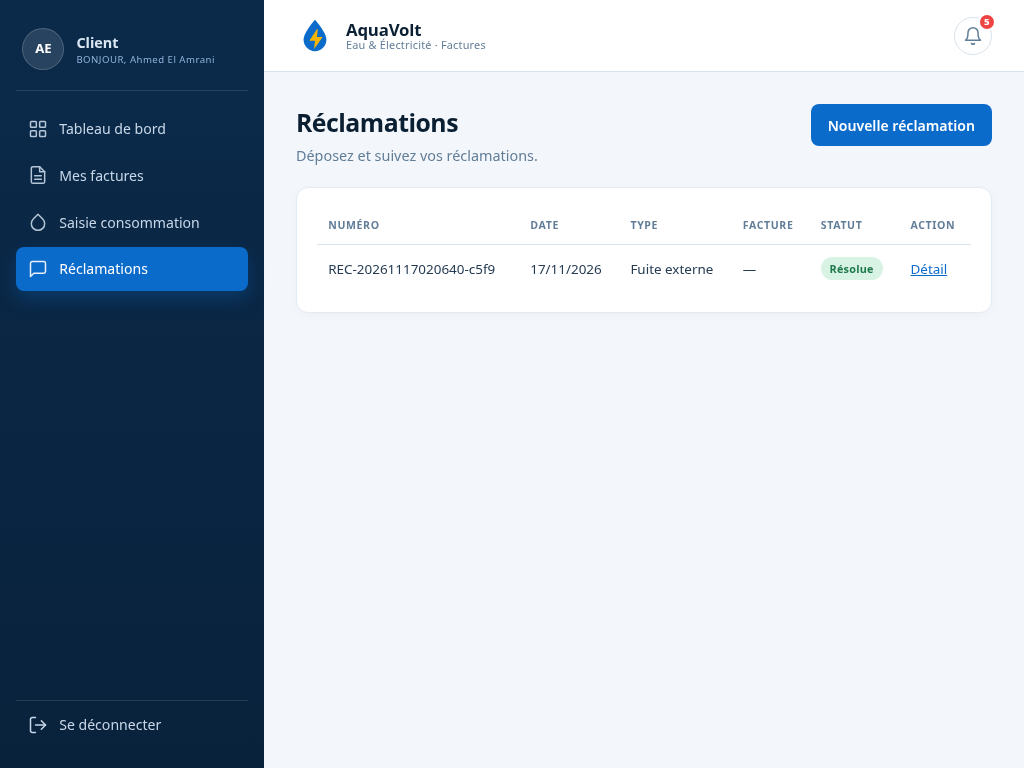 AE
Client
BONJOUR, Ahmed El Amrani
Tableau de bord
Mes factures
Saisie consommation
Réclamations
Se déconnecter
AquaVolt
Eau & Électricité · Factures
5
Réclamations
Déposez et suivez vos réclamations.
Nouvelle réclamation
NUMÉRO DATE TYPE FACTURE STATUT ACTION
REC-20261117020640-c5f9 17/11/2026 Fuite externe — Résolue Détail